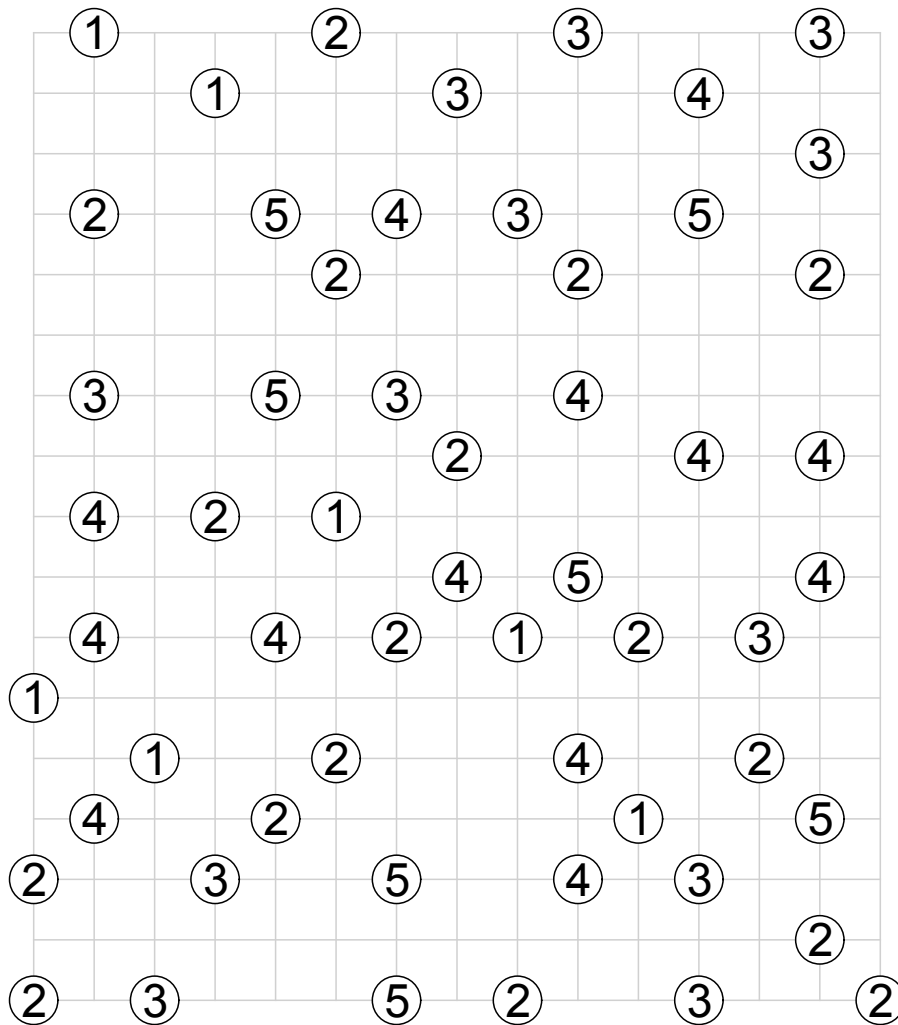 1 2 3 3
1 3 4
3
2 5 4 3 5
2 2 2
3 5 3 4
2 4 4
4 2 1
4 5 4
4 4 2 1 2 3
1
1 2 4 2
4 2 1 5
2 3 5 4 3
2
2 3 5 2 3 2